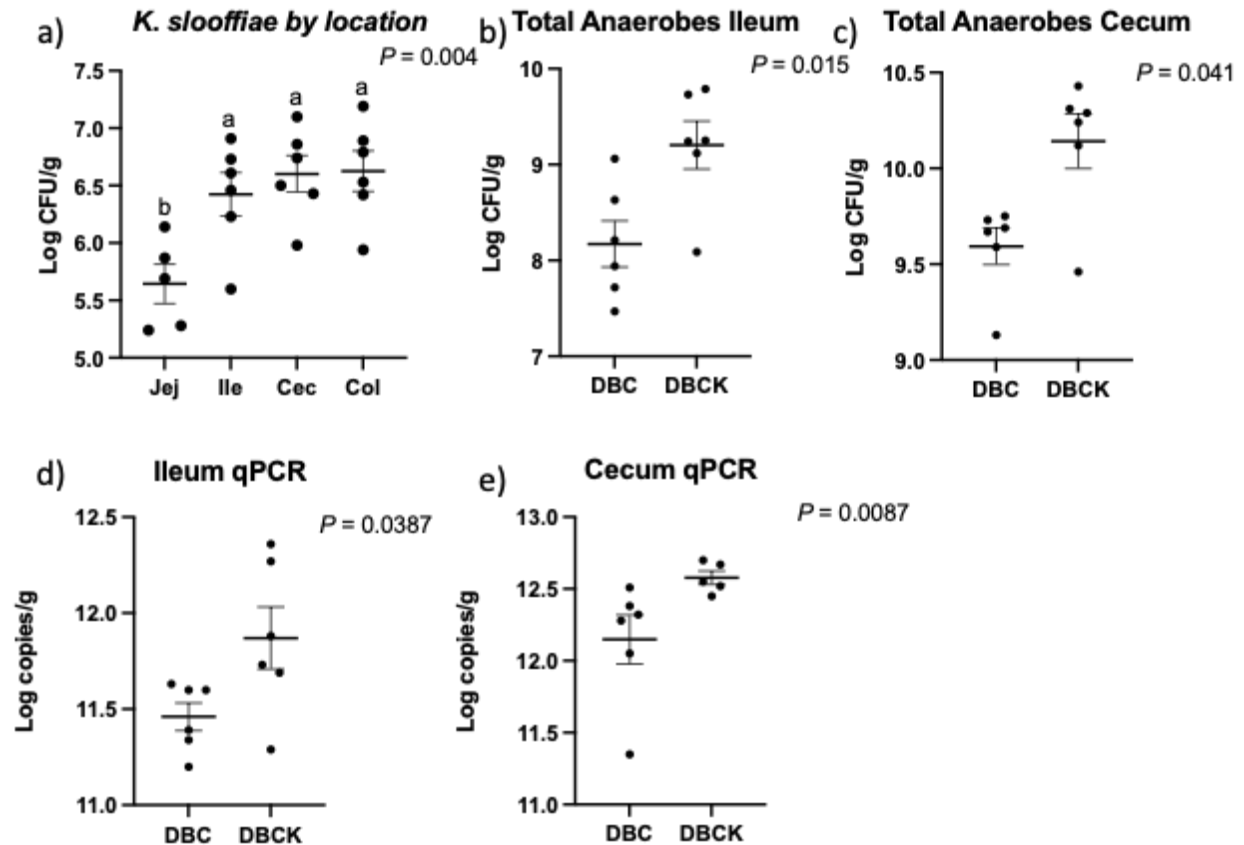 a)
K. slooffiae by location
P = 0.004
Log CFU/g
7.5
7.0
6.5
6.0
5.5
5.0
b
a
a
a
Jej Ile Cec Col
b)
Total Anaerobes Ileum
P = 0.015
Log CFU/g
10
9
8
7
DBC DBCK
c)
Total Anaerobes Cecum
P = 0.041
Log CFU/g
10.5
10.0
9.5
9.0
DBC DBCK
d)
Ileum qPCR
P = 0.0387
Log copies/g
12.5
12.0
11.5
11.0
DBC DBCK
e)
Cecum qPCR
P = 0.0087
Log copies/g
13.0
12.5
12.0
11.5
11.0
DBC DBCK